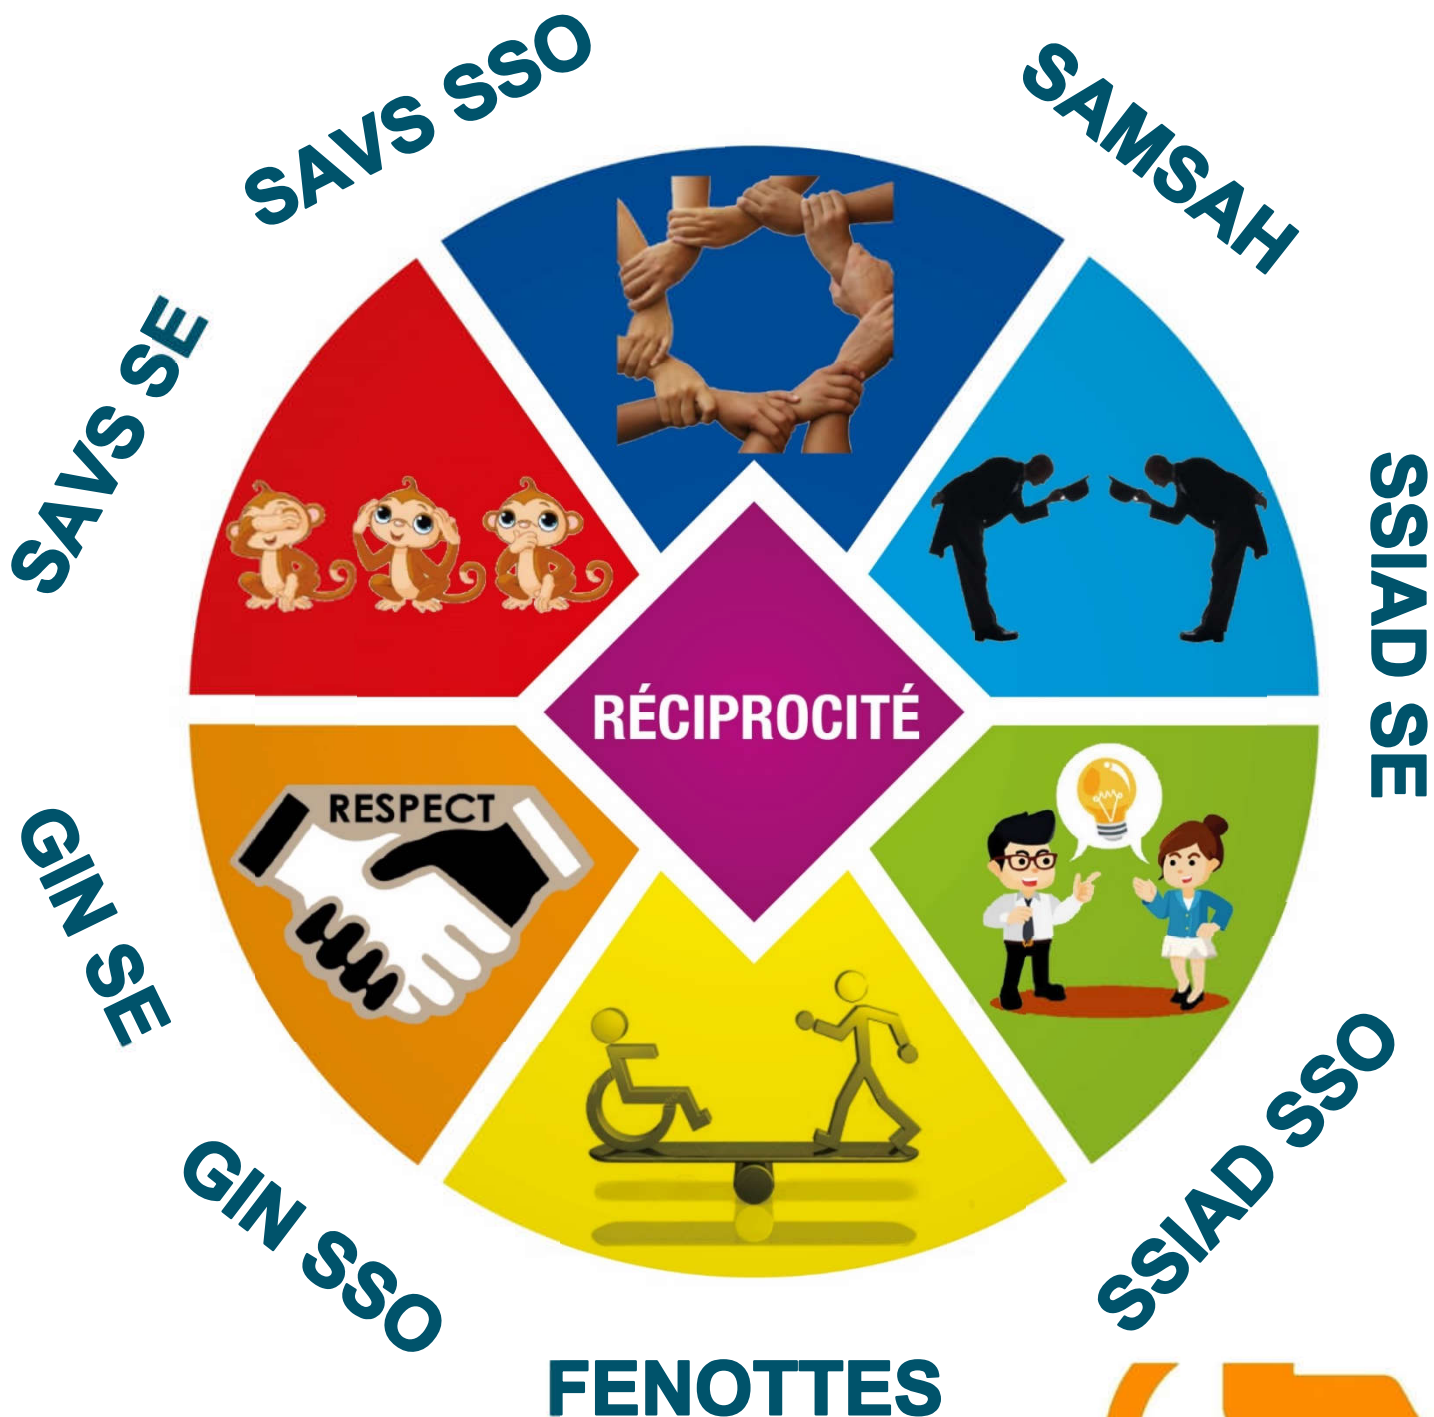 SAVS SSO
SAMSAH
SAVS SE
SSIAD SE
RÉCIPROCITÉ
RESPECT
GIN SE
SSIAD SSO
GIN SSO
FENOTTES